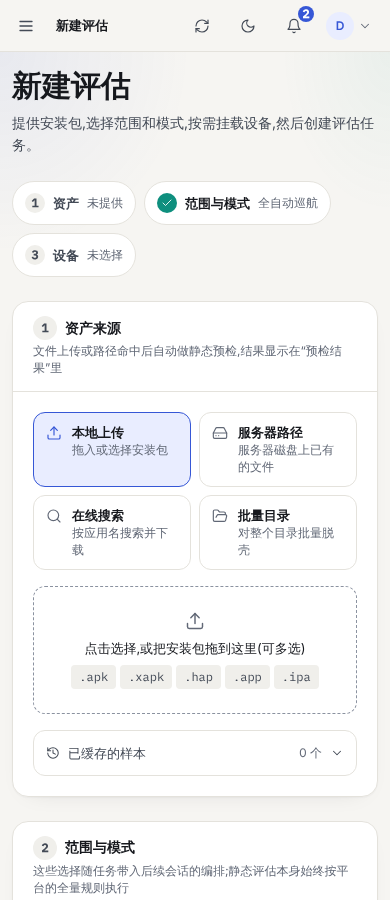 新建评估
2
D
新建评估
提供安装包,选择范围和模式,按需挂载设备,然后创建评估任
务。
1 资产 未提供
范围与模式 全自动巡航
3 设备 未选择
1 资产来源
文件上传或路径命中后自动做静态预检,结果显示在"预检结
果"里
本地上传
拖入或选择安装包
服务器路径
服务器磁盘上已有
的文件
在线搜索
按应用名搜索并下
载
批量目录
对整个目录批量脱
壳
点击选择,或把安装包拖到这里(可多选)
.apk .xapk .hap .app .ipa
已缓存的样本 0 个
2 范围与模式
这些选择随任务带入后续会话的编排;静态评估本身始终按平
台的全量规则执行